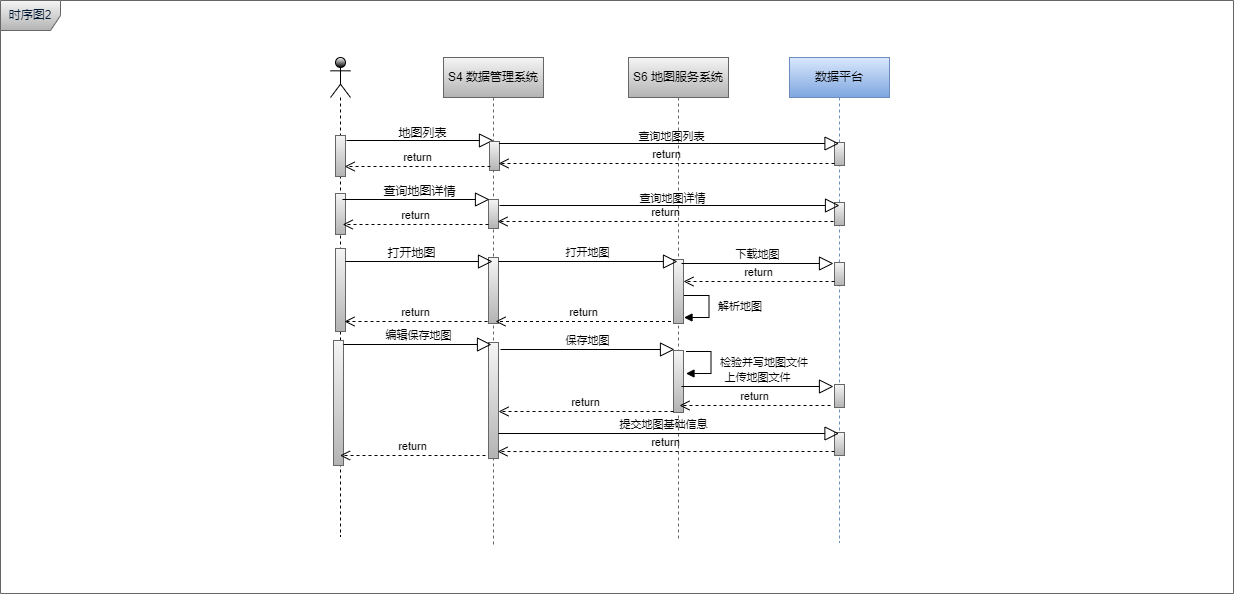 时序图2
S4 数据管理系统
S6 地图服务系统
数据平台
地图列表
查询地图列表
return
return
查询地图详情
查询地图详情
return
return
打开地图
打开地图
下载地图
return
解析地图
return
return
编辑保存地图
保存地图
检验并写地图文件
上传地图文件
return
return
提交地图基础信息
return
return